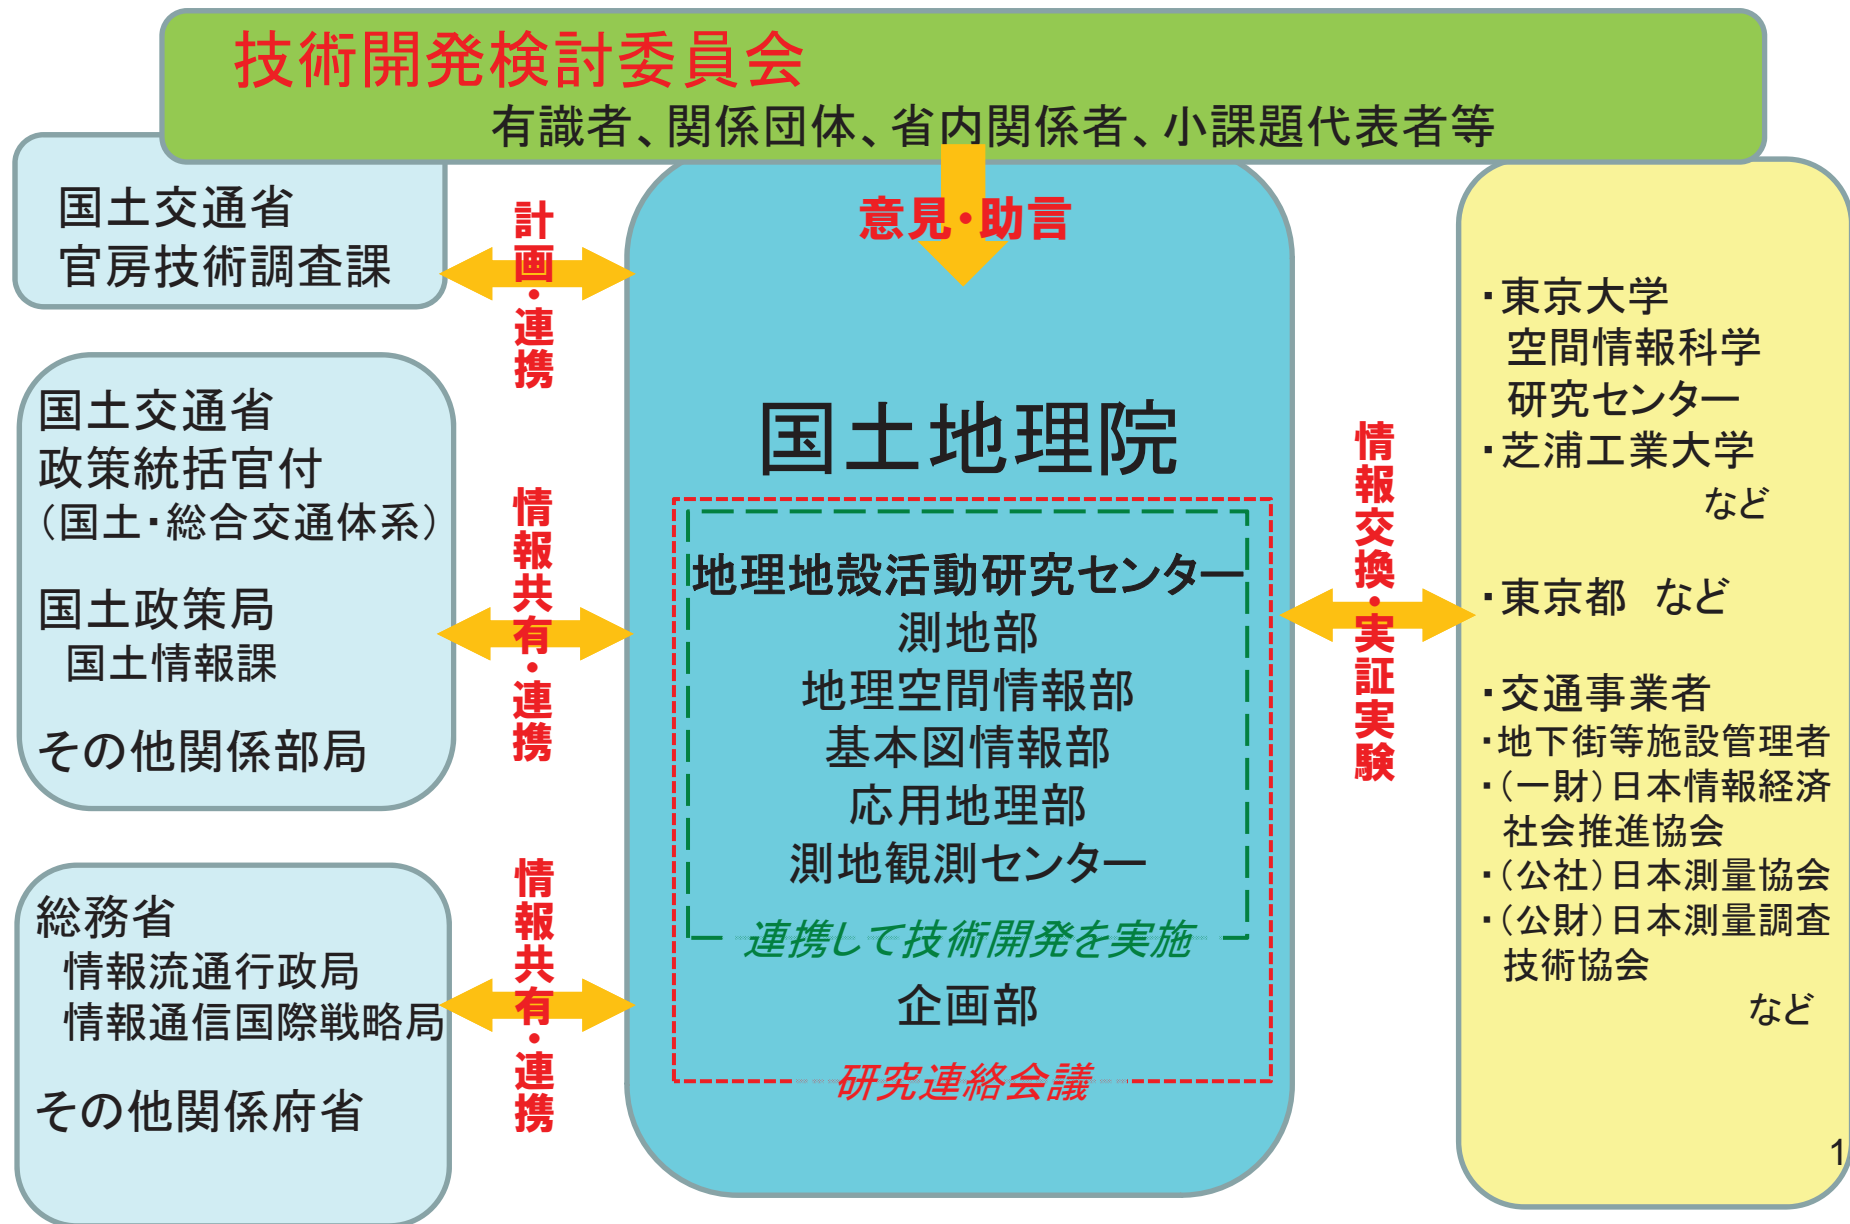 技術開発検討委員会
有識者、関係団体、省内関係者、小課題代表者等
国土交通省
官房技術調査課
計画・連携
国土交通省
政策統括官付
（国土・総合交通体系）
国土政策局
国土情報課
その他関係部局
情報共有・連携
総務省
情報流通行政局
情報通信国際戦略局
その他関係府省
情報共有・連携
意見・助言
国土地理院
地理地殻活動研究センター
測地部
地理空間情報部
基本図情報部
応用地理部
測地観測センター
連携して技術開発を実施
企画部
研究連絡会議
情報交換・実証実験
・東京大学
空間情報科学
研究センター
・芝浦工業大学
など
・東京都 など
・交通事業者
・地下街等施設管理者
・（一財）日本情報経済
社会推進協会
・（公社）日本測量協会
・（公財）日本測量調査
技術協会
など
1